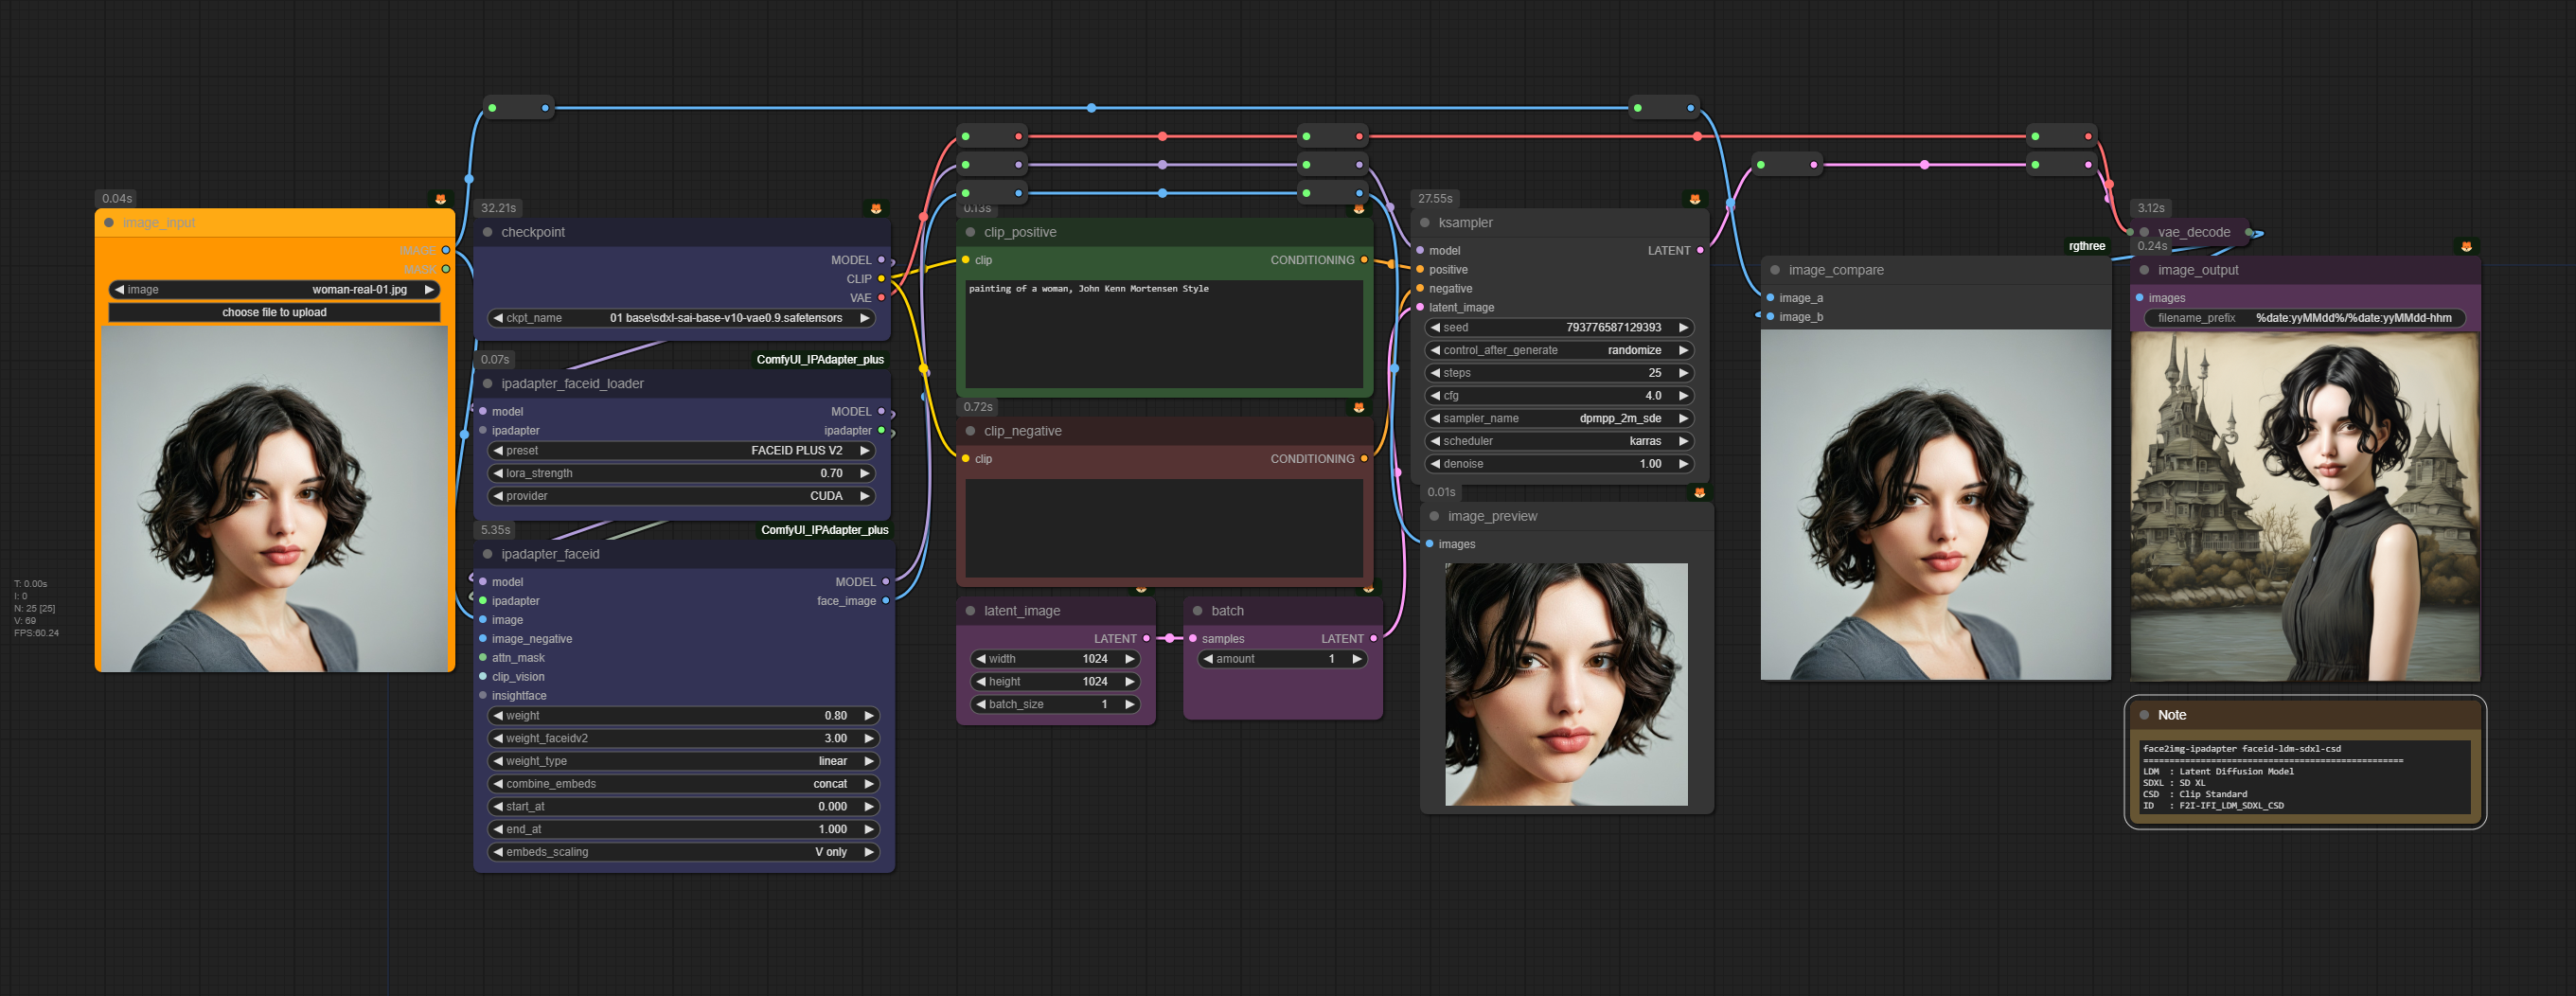 0.04s
image_input
IMAGE
MASK
image woman-real-01.jpg
choose file to upload
T: 0.00s
I: 0
N: 25 [25]
V: 69
FPS:60.24
32.21s
checkpoint
MODEL
CLIP
VAE
ckpt_name 01 base\sdxl-sai-base-v10-vae0.9.safetensors
0.07s ComfyUI_IPAdapter_plus
ipadapter_faceid_loader
model MODEL
ipadapter ipadapter
preset FACEID PLUS V2
lora_strength 0.70
provider CUDA
5.35s ComfyUI_IPAdapter_plus
ipadapter_faceid
model MODEL
ipadapter face_image
image
image_negative
attn_mask
clip_vision
insightface
weight 0.80
weight_faceidv2 3.00
weight_type linear
combine_embeds concat
start_at 0.000
end_at 1.000
embeds_scaling V only
0.13s
clip_positive
clip CONDITIONING
painting of a woman, John Kenn Mortensen Style
0.72s
clip_negative
clip CONDITIONING
latent_image
LATENT
width 1024
height 1024
batch_size 1
batch
samples LATENT
amount 1
27.55s
ksampler
model LATENT
positive
negative
latent_image
seed 793776587129393
control_after_generate randomize
steps 25
cfg 4.0
sampler_name dpmpp_2m_sde
scheduler karras
denoise 1.00
0.01s
image_preview
images
rgthree
image_compare
image_a
image_b
3.12s
vae_decode
0.24s
image_output
images
filename_prefix %date:yyMMdd%/%date:yyMMdd-hhm
Note
face2img-ipadapter faceid-ldm-sdxl-csd
==================================================
LDM : Latent Diffusion Model
SDXL : SD XL
CSD : Clip Standard
ID : F2I-IFI_LDM_SDXL_CSD